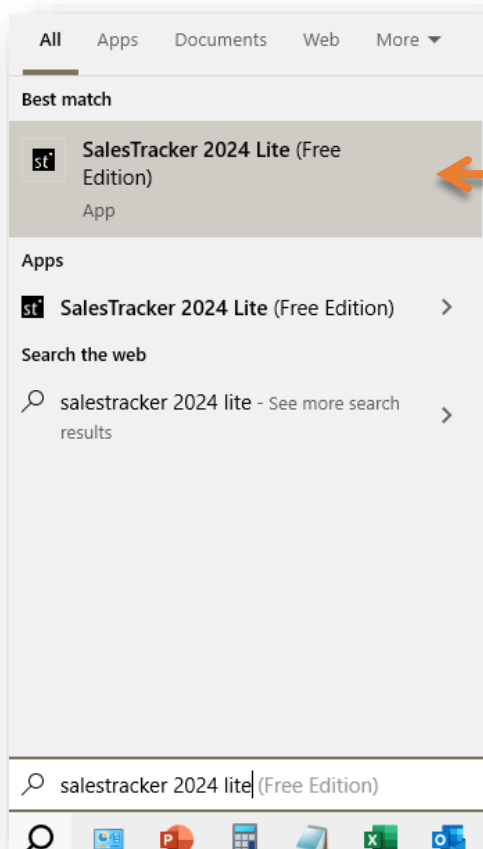 All Apps Documents Web More
Best match
st
SalesTracker 2024 Lite (Free
Edition)
App
Apps
st SalesTracker 2024 Lite (Free Edition)
Search the web
salestracker 2024 lite - See more search
results
salestracker 2024 lite (Free Edition)
P X O